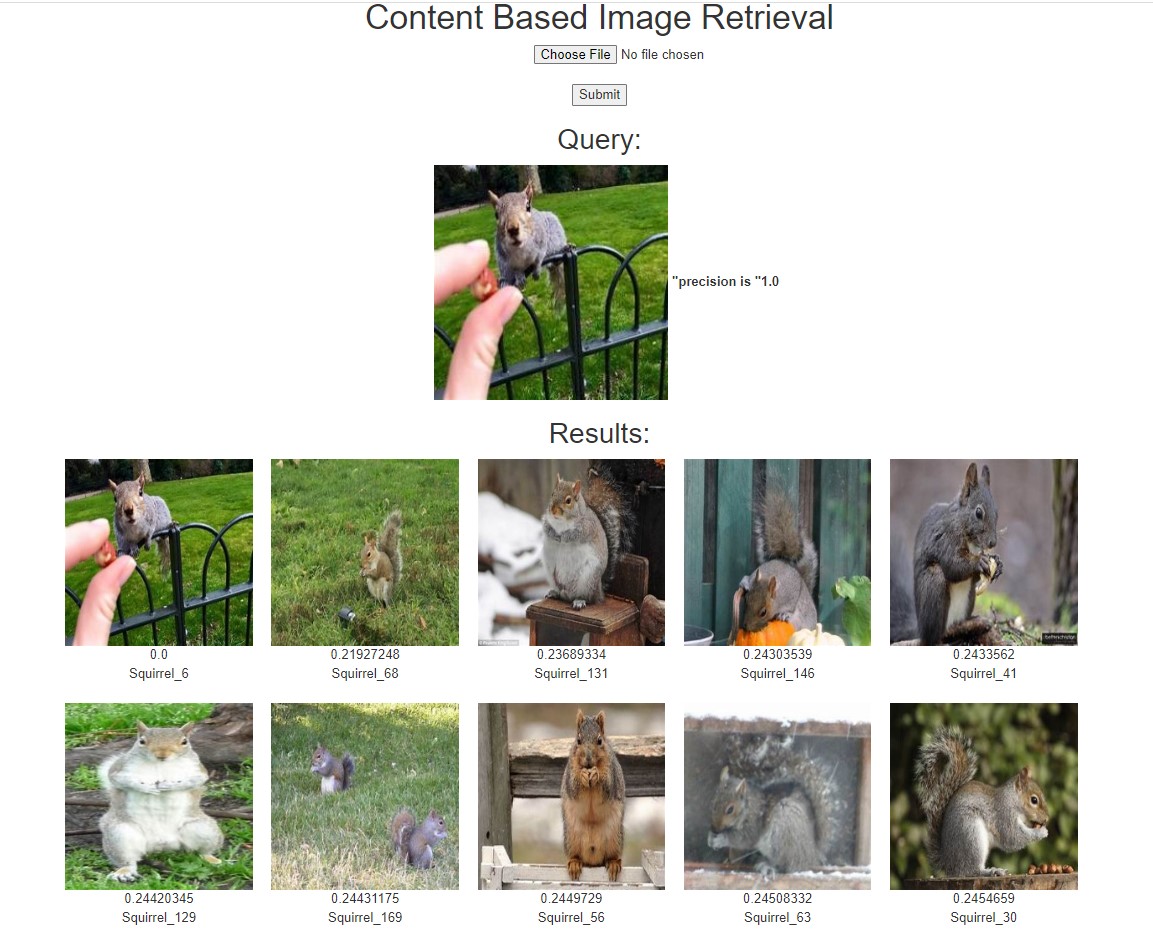 Content Based Image Retrieval
Choose File No file chosen
Submit
Query:
"precision is "1.0
Results:
0.0 0.21927248 0.23689334 0.24303539 0.2433562
Squirrel_6 Squirrel_68 Squirrel_131 Squirrel_146 Squirrel_41
0.24420345 0.24431175 0.2449729 0.24508332 0.2454659
Squirrel_129 Squirrel_169 Squirrel_56 Squirrel_63 Squirrel_30